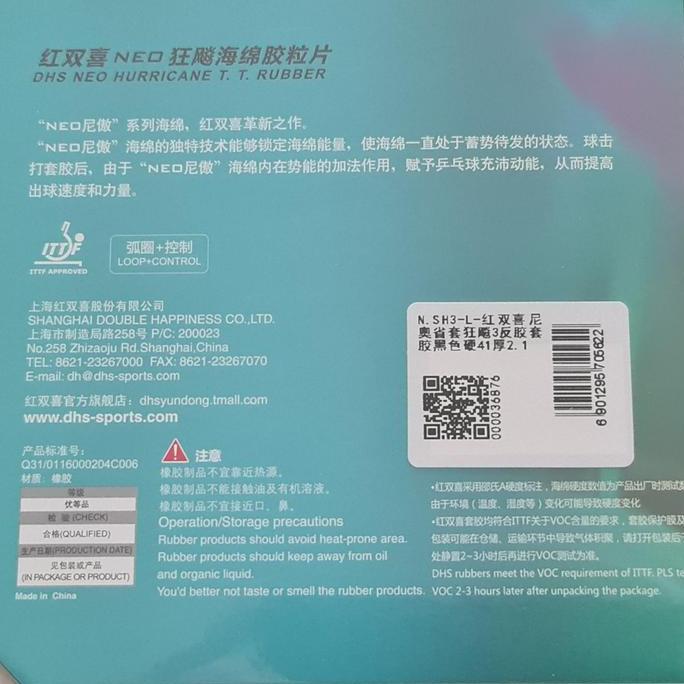 红双喜 NEO 狂飚海绵胶粒片
DHS NEO HURRICANE T. T. RUBBER
“NEO尼傲”系列海绵，红双喜革新之作。
“NEO尼傲”海绵的独特技术能够锁定海绵能量，使海绵一直处于蓄势待发的状态。球击
打套胶后，由于“NEO尼傲”海绵内在势能的加法作用，赋予乒乓球充沛动能，从而提高
出球速度和力量。
ITTF
ITTF APPROVED
弧圈+控制
LOOP+CONTROL
上海红双喜股份有限公司
SHANGHAI DOUBLE HAPPINESS CO.,LTD.
上海市制造局路258号 P/C: 200023
No.258 Zhizaoju Rd.Shanghai,China
TEL: 8621-23267000 FAX: 8621-23267070
E-mail: dh@dhs-sports.com
红双喜官方旗舰店：dhsyundong.tmall.com
www.dhs-sports.com
N.SH3-L-红双喜尼
奥省套狂飚3反胶套
胶黑色硬41厚2.1
000036876
6901295705622
产品标准号：
Q31/0116000204C006
材质：橡胶
等级
优等品
检 验 (CHECK)
合格(QUALIFIED)
生产日期(PRODUCTION DATE)
见包装或产品
(IN PACKAGE OR PRODUCT)
Made in China
注意
橡胶制品不宜靠近热源。
橡胶制品不能接触油及有机溶液。
橡胶制品不宜接近口、鼻。
Operation/Storage precautions
Rubber products should avoid heat-prone area.
Rubber products should keep away from oil
and organic liquid.
You'd better not taste or smell the rubber products.
•红双喜采用邵氏A硬度标注，海绵硬度数值为产品出厂时测试数
由于环境（温度、湿度等）变化可能导致硬度变化
•红双喜套胶均符合ITTF关于VOC含量的要求，套胶保护膜及
包装可能在仓储、运输环节中导致气体积聚，请打开包装后于
处静置2~3小时后再进行VOC测试为准。
DHS rubbers meet the VOC requirement of ITTF. PLS te
VOC 2-3 hours later after unpacking the package.